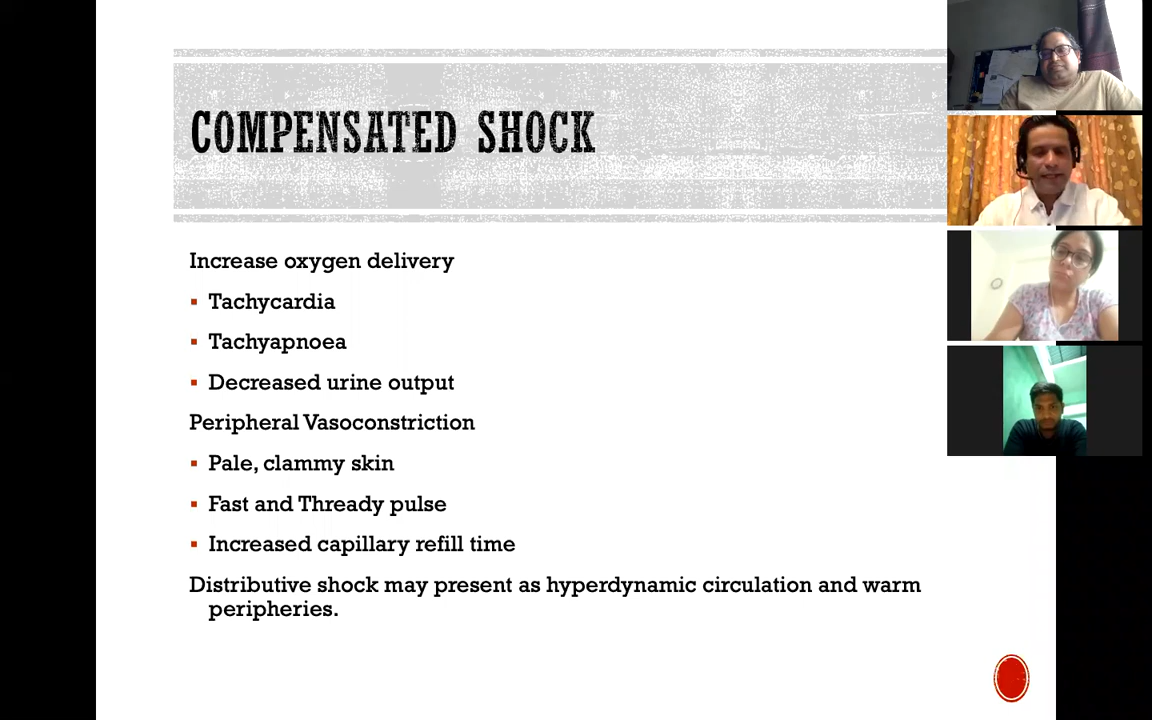 COMPENSATED SHOCK
Increase oxygen delivery
▪ Tachycardia
▪ Tachyapnoea
▪ Decreased urine output
Peripheral Vasoconstriction
▪ Pale, clammy skin
▪ Fast and Thready pulse
▪ Increased capillary refill time
Distributive shock may present as hyperdynamic circulation and warm
peripheries.